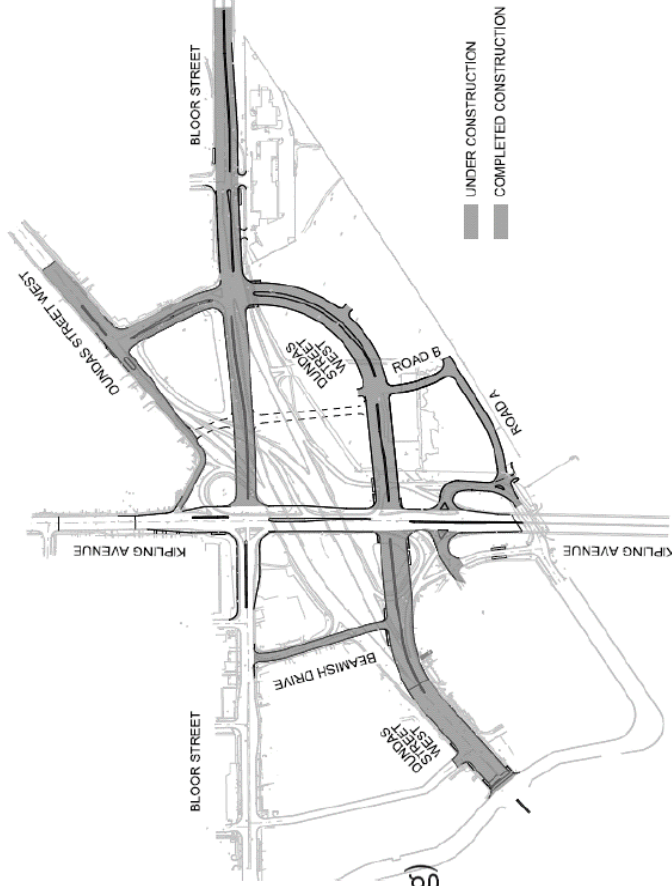 BLOOR STREET
UNDER CONSTRUCTION
COMPLETED CONSTRUCTION
DUNDAS STREET WEST
DUNDAS
STREET
WEST
ROAD B
ROAD A
KIPLING AVENUE
KIPLING AVENUE
BEAMISH DRIVE
BLOOR STREET
DUNDAS
STREET
WEST
g)